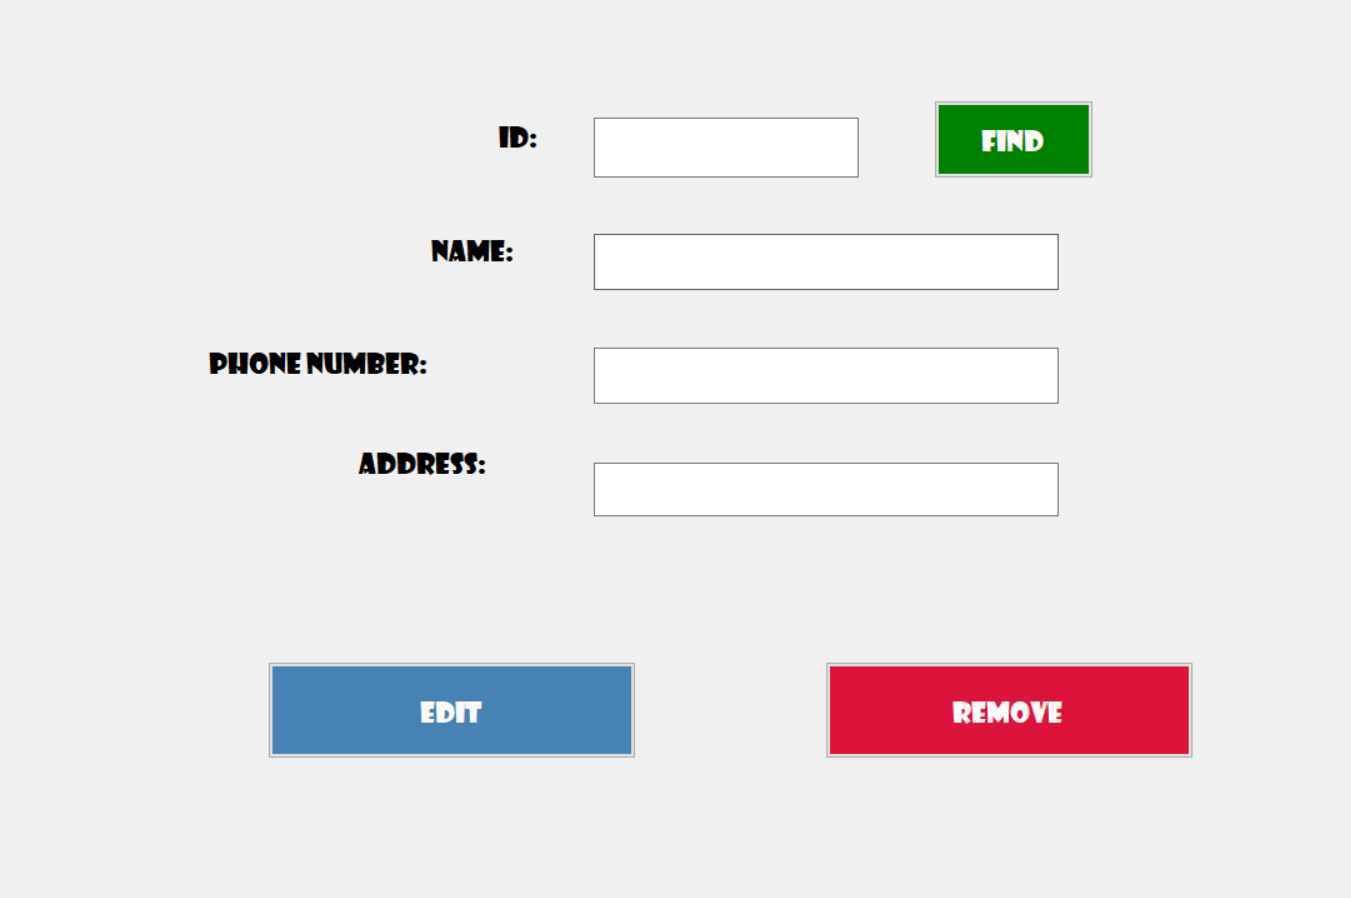 ID:
FIND
NAME:
PHONE NUMBER:
ADDRESS:
EDIT
REMOVE